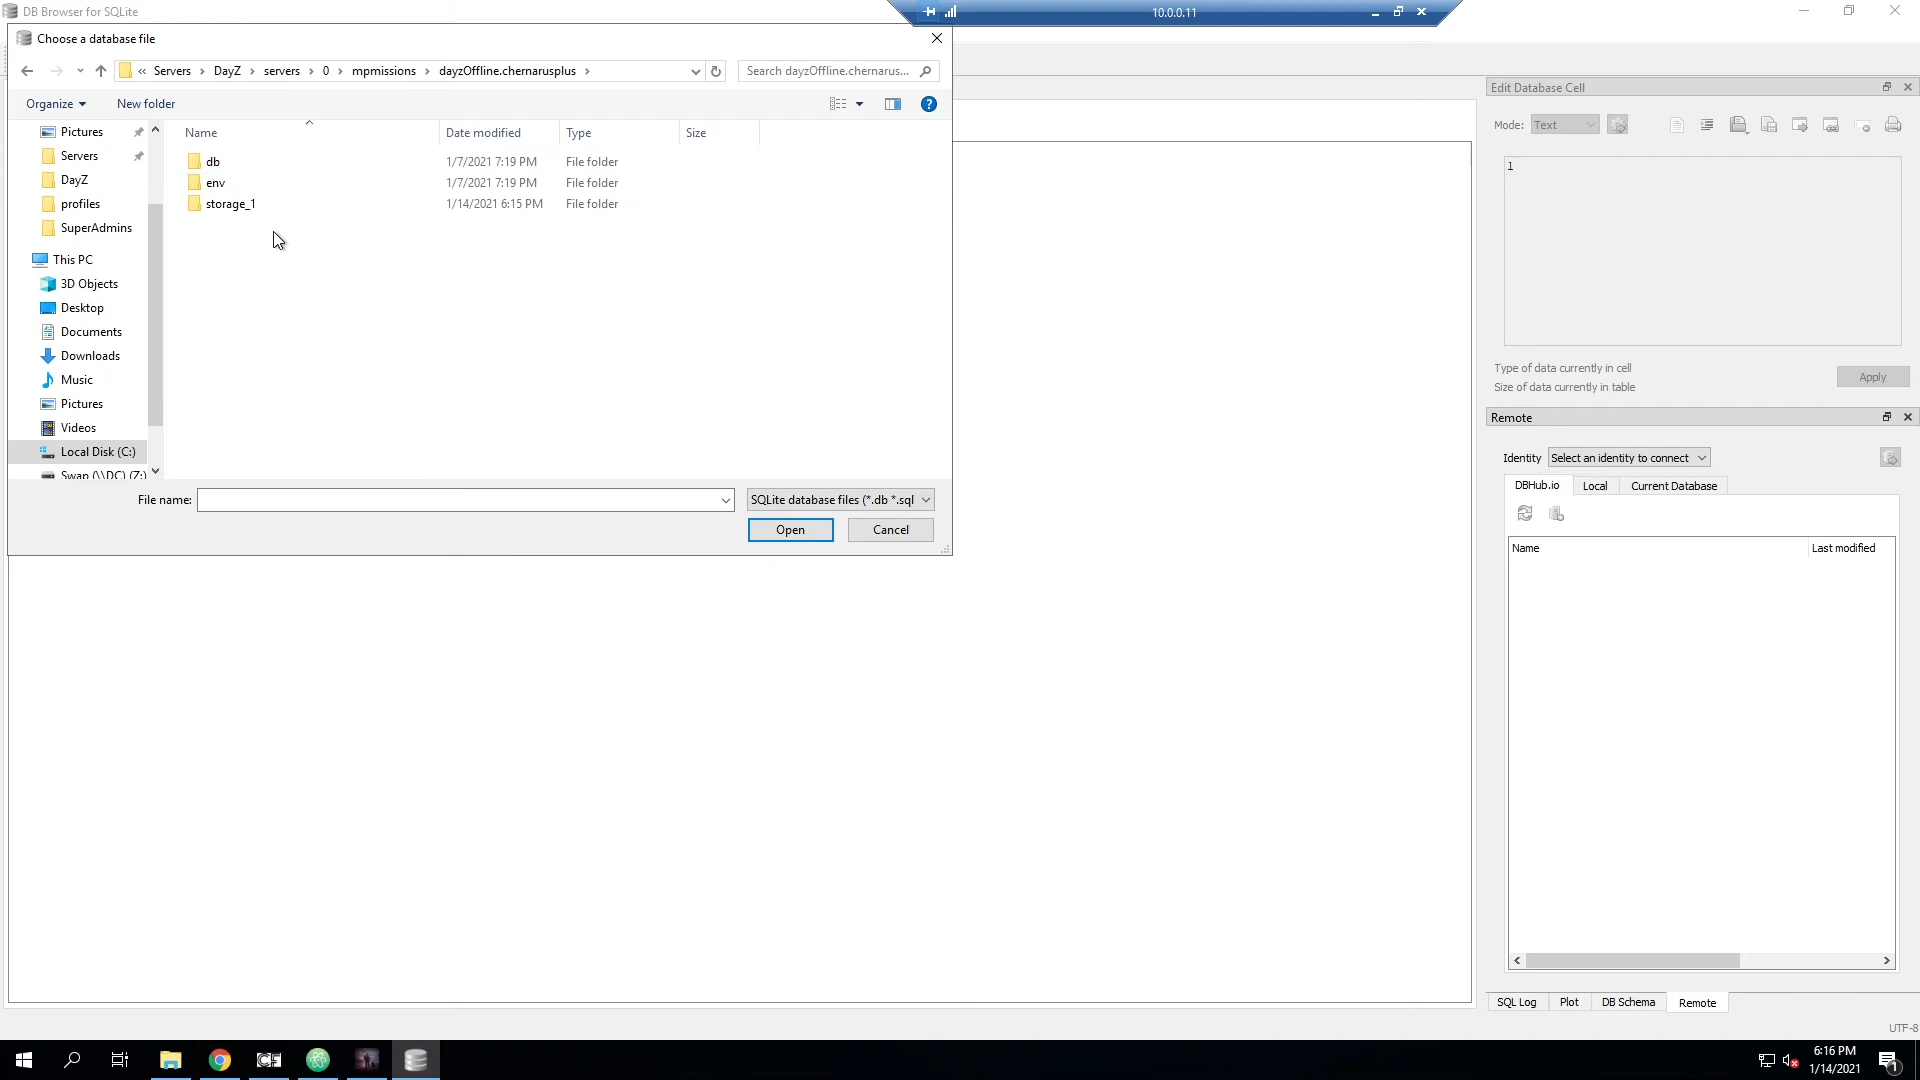 DB Browser for SQLite
10.0.0.11
Choose a database file
« Servers › DayZ › servers › 0 › mpmissions › dayzOffline.chernarusplus ›
Search dayzOffline.chernarus...
Organize
New folder
Name
Date modified
Type
Size
db
1/7/2021 7:19 PM
File folder
env
1/7/2021 7:19 PM
File folder
storage_1
1/14/2021 6:15 PM
File folder
Pictures
Servers
DayZ
profiles
SuperAdmins
This PC
3D Objects
Desktop
Documents
Downloads
Music
Pictures
Videos
Local Disk (C:)
Swap (\\DC) (Z:)
File name:
SQLite database files (*.db *.sql
Open
Cancel
Edit Database Cell
Mode:
Text
1
Type of data currently in cell
Size of data currently in table
Apply
Remote
Identity
Select an identity to connect
DBHub.io
Local
Current Database
Name
Last modified
SQL Log
Plot
DB Schema
Remote
UTF-8
CF
6:16 PM
1/14/2021
1